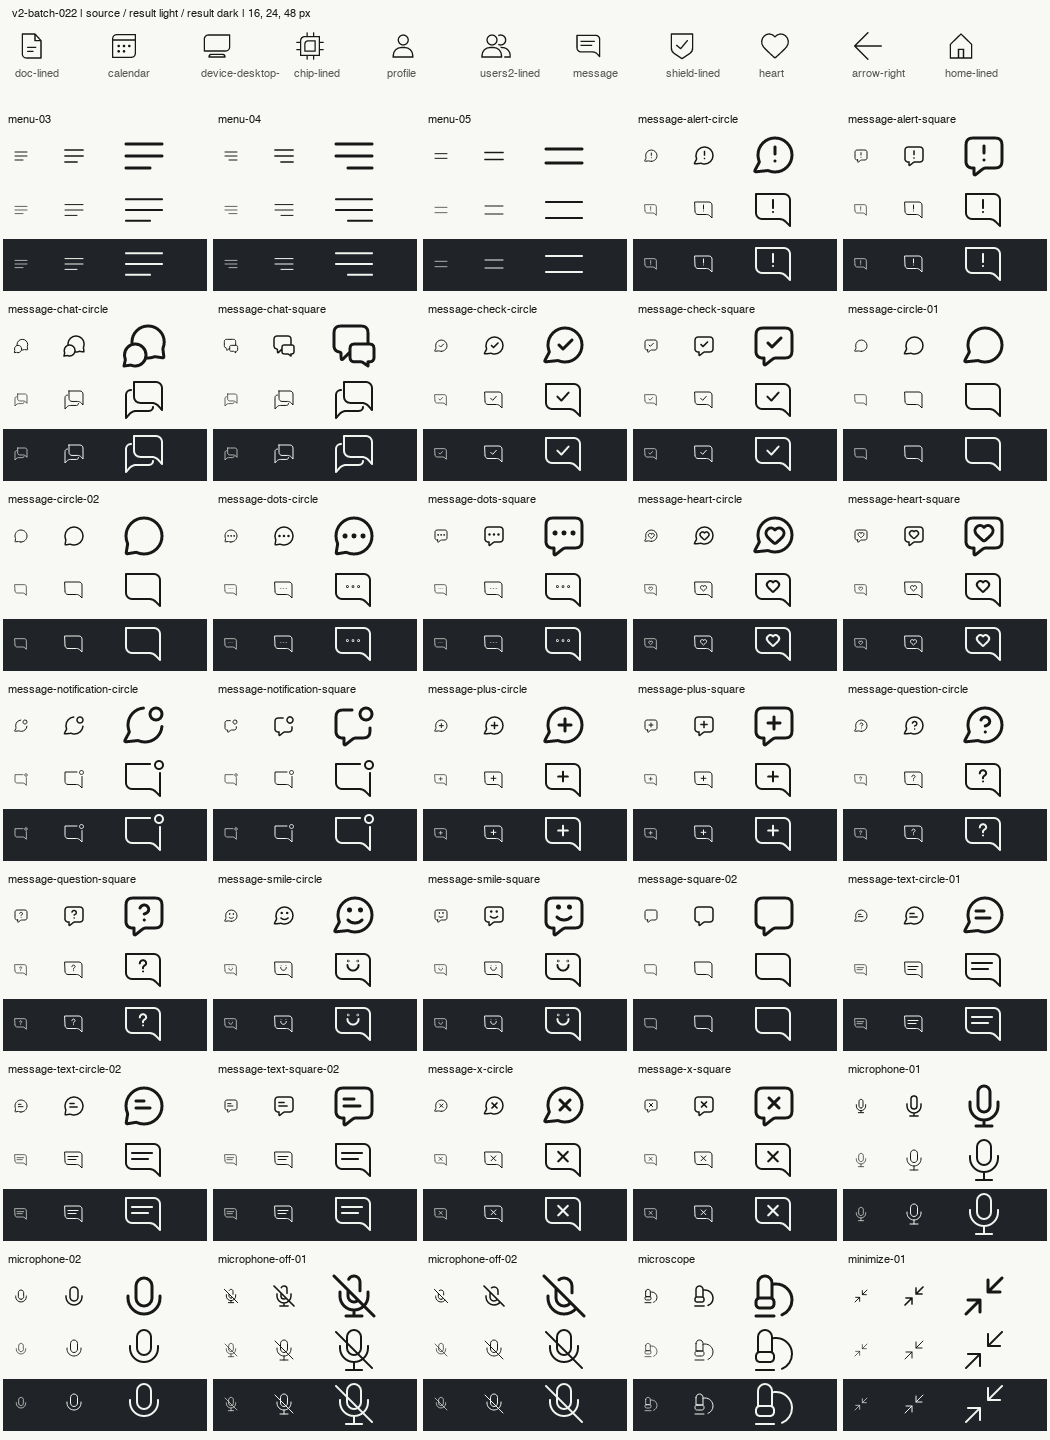 v2-batch-022 | source / result light / result dark | 16, 24, 48 px
doc-lined calendar device-desktop- chip-lined profile users2-lined message shield-lined heart arrow-right home-lined
menu-03 menu-04 menu-05 message-alert-circle message-alert-square
message-chat-circle message-chat-square message-check-circle message-check-square message-circle-01
message-circle-02 message-dots-circle message-dots-square message-heart-circle message-heart-square
message-notification-circle message-notification-square message-plus-circle message-plus-square message-question-circle
message-question-square message-smile-circle message-smile-square message-square-02 message-text-circle-01
message-text-circle-02 message-text-square-02 message-x-circle message-x-square microphone-01
microphone-02 microphone-off-01 microphone-off-02 microscope minimize-01